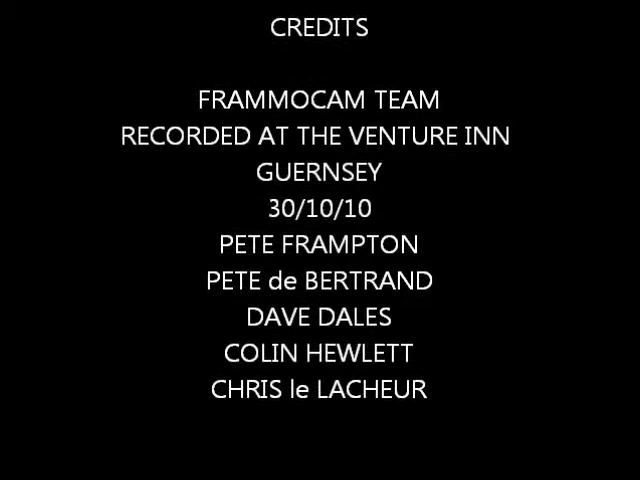 CREDITS
FRAMMOCAM TEAM
RECORDED AT THE VENTURE INN
GUERNSEY
30/10/10
PETE FRAMPTON
PETE de BERTRAND
DAVE DALES
COLIN HEWLETT
CHRIS le LACHEUR